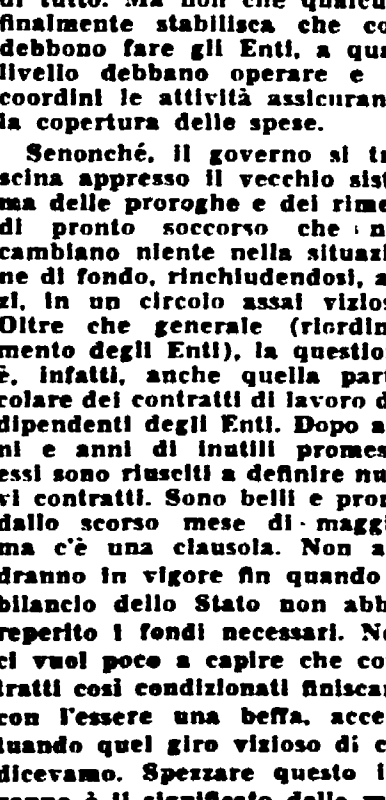 di tutto. Ma non che qualcu
finalmente stabilisca che co
debbono fare gli Enti, a qua
livello debbano operare e
coordini le attività assicuran
la copertura delle spese.
Senonché, il governo si tr
scina appresso il vecchio sist
ma delle proroghe e dei rime
di pronto soccorso che n
cambiano niente nella situazi
ne di fondo, rinchiudendosi, a
zi, in un circolo assai vizios
Oltre che generale (riordin
mento degli Enti), la questio
è, infatti, anche quella part
colare dei contratti di lavoro d
dipendenti degli Enti. Dopo a
ni e anni di inutili promes
essi sono riusciti a definire nu
vi contratti. Sono belli e pron
dallo scorso mese di maggi
ma c'è una clausola. Non a
dranno in vigore fin quando
bilancio dello Stato non abb
reperito i fondi necessari. No
ci vuol poco a capire che co
tratti così condizionati finiscan
con l'essere una beffa, acce
tuando quel giro vizioso di c
dicevamo. Spezzare questo i
è il significato delle m